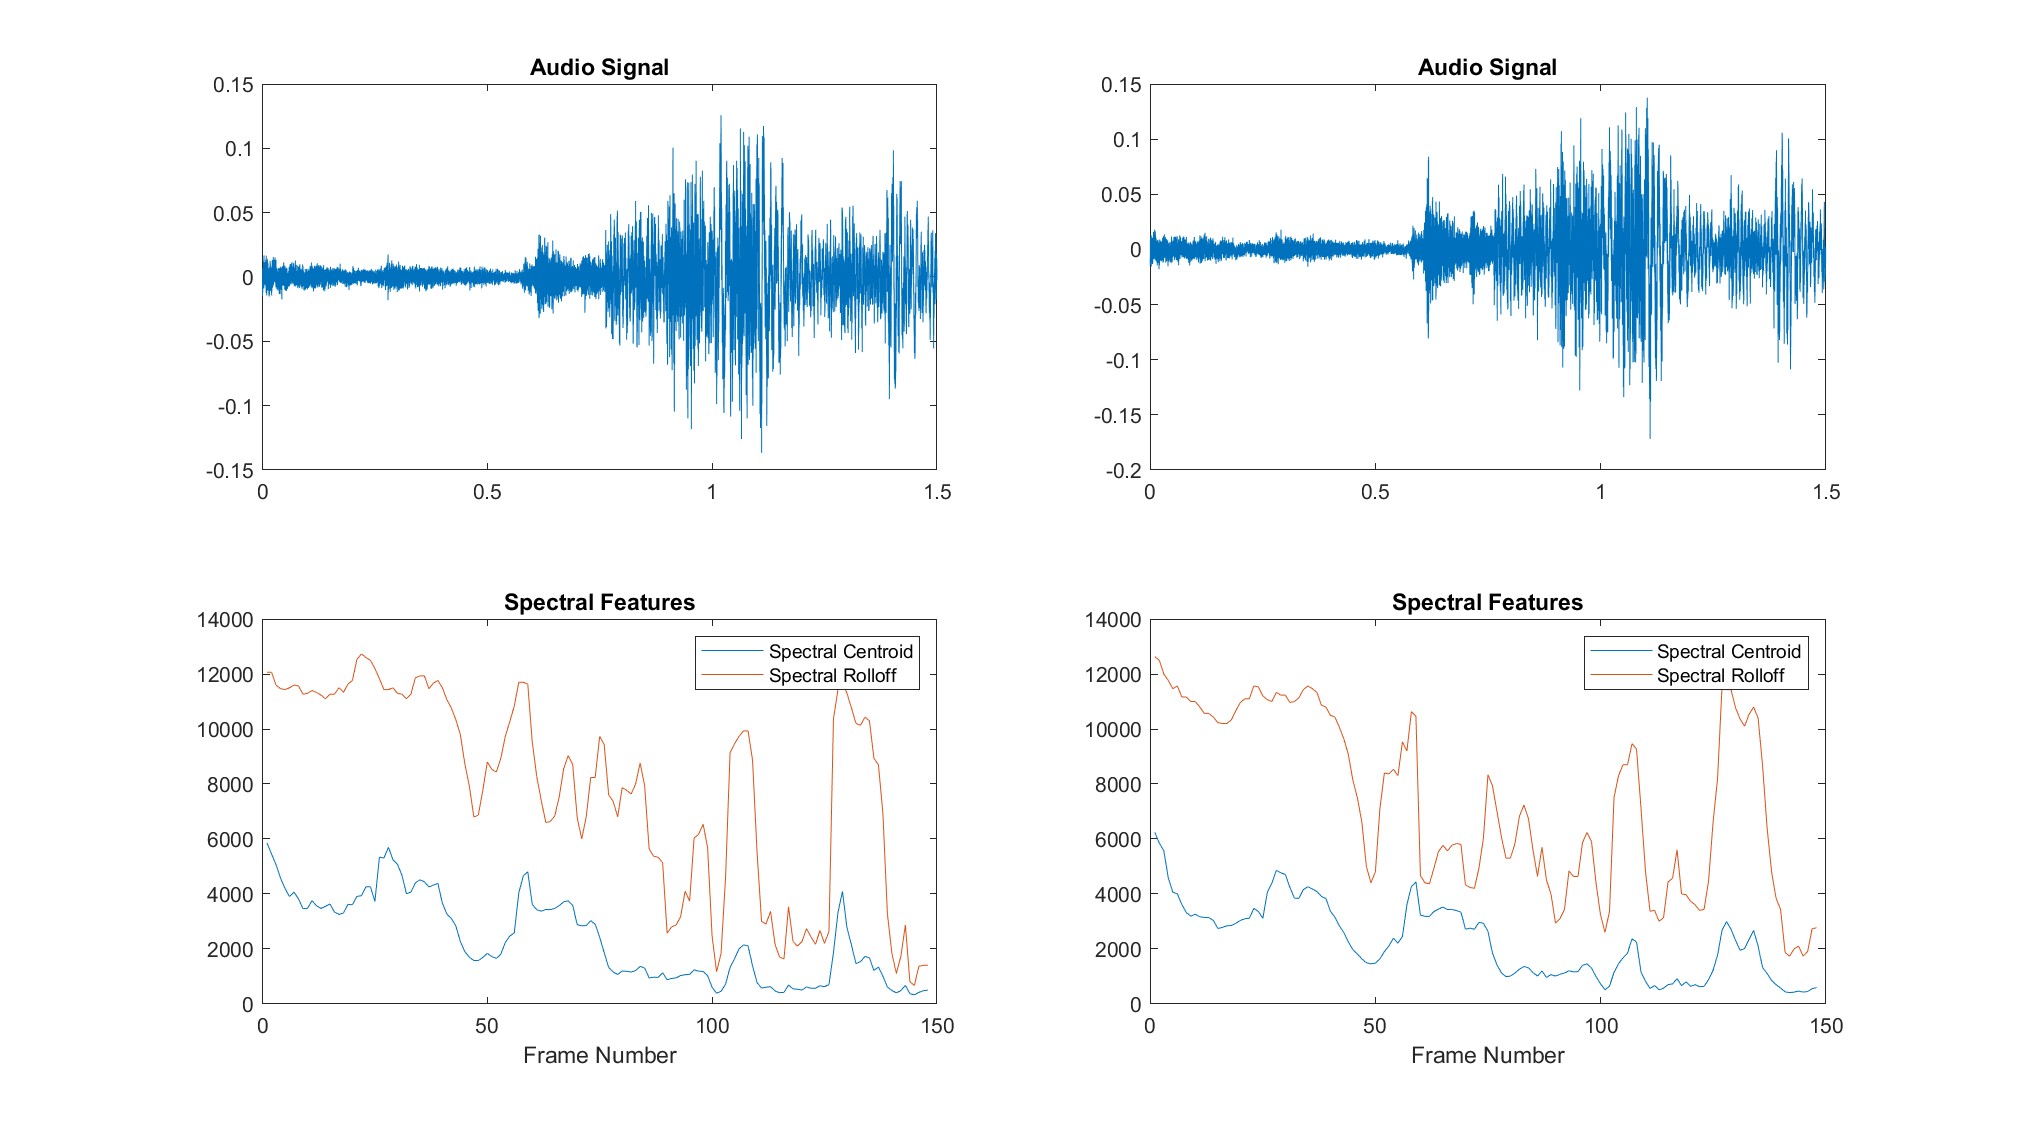 Audio Signal
0.15
0.1
0.05
0
-0.05
-0.1
-0.15
0 0.5 1 1.5
Audio Signal
0.15
0.1
0.05
0
-0.05
-0.1
-0.15
-0.2
0 0.5 1 1.5
Spectral Features
14000
12000
10000
8000
6000
4000
2000
0
Spectral Centroid
Spectral Rolloff
0 50 100 150
Frame Number
Spectral Features
14000
12000
10000
8000
6000
4000
2000
0
Spectral Centroid
Spectral Rolloff
0 50 100 150
Frame Number